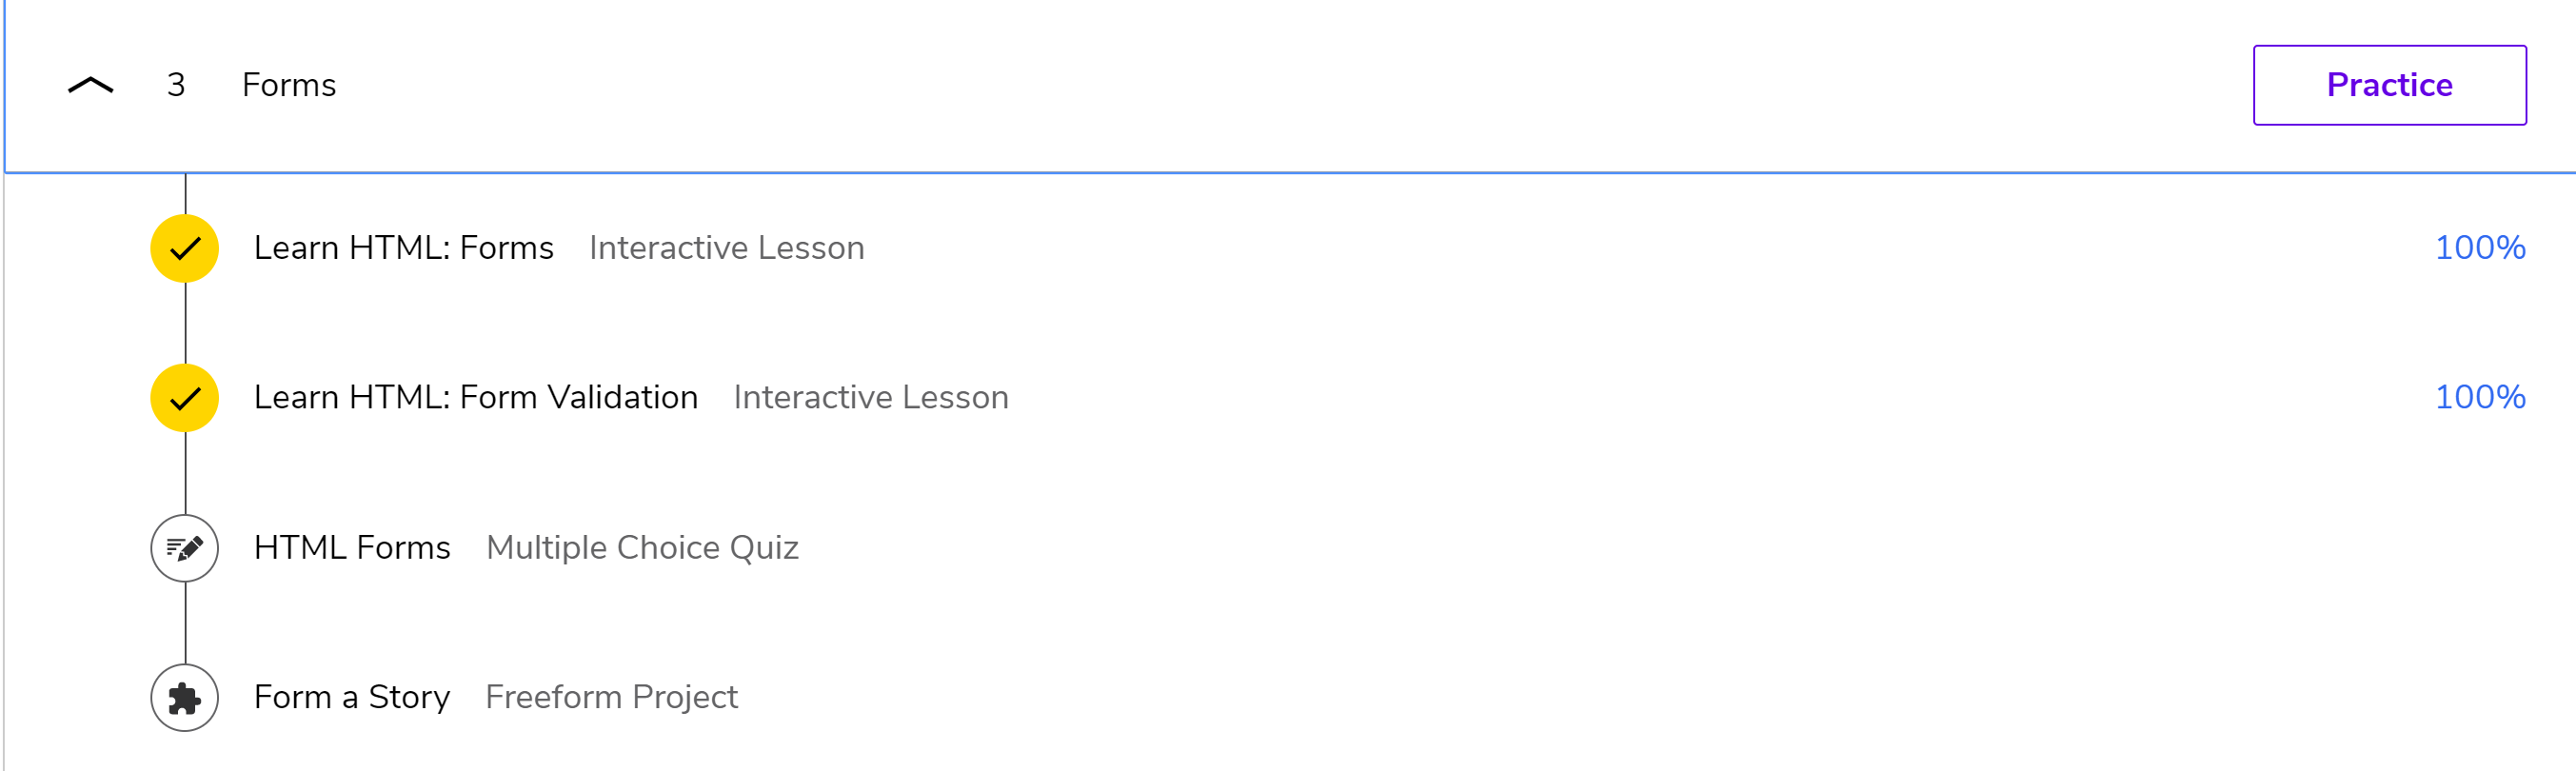 3 Forms Practice
Learn HTML: Forms Interactive Lesson 100%
Learn HTML: Form Validation Interactive Lesson 100%
HTML Forms Multiple Choice Quiz
Form a Story Freeform Project